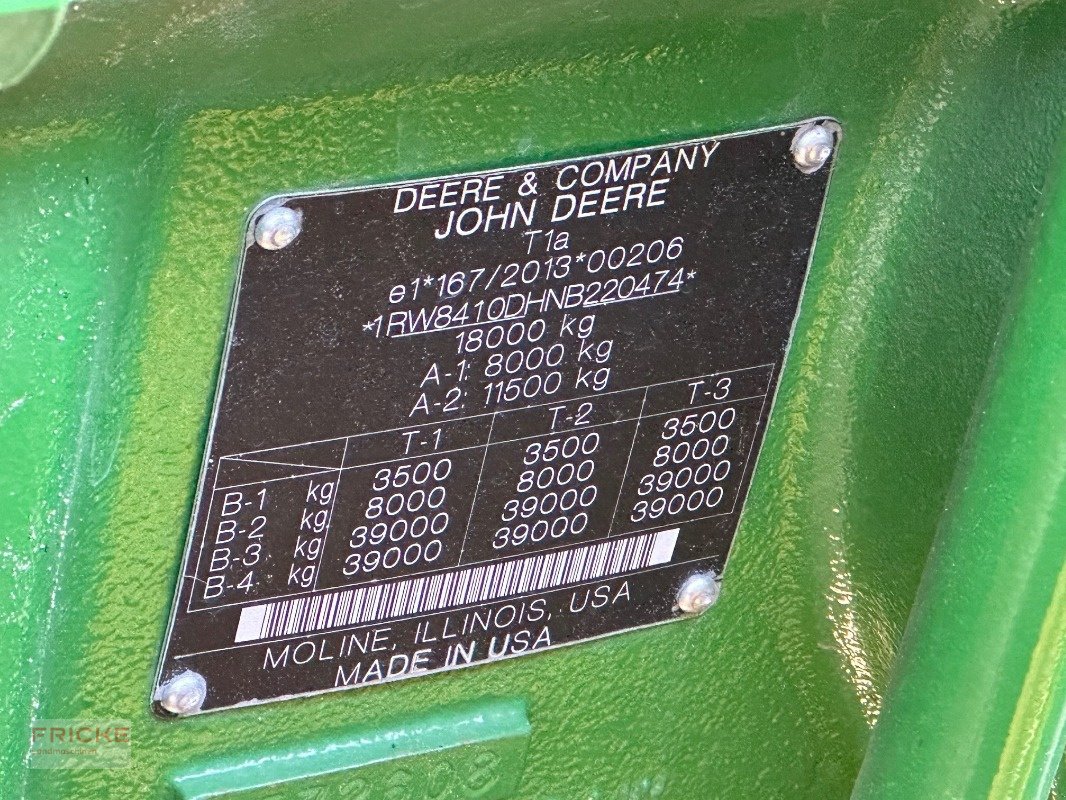 DEERE & COMPANY
JOHN DEERE
T1a
e1*167/2013*00206
*1RW8410DHNB220474*
18000 kg
A-1: 8000 kg
A-2: 11500 kg
T-1 T-2 T-3
B-1 kg 3500 3500 3500
B-2 kg 8000 8000 8000
B-3 kg 39000 39000 39000
B-4 kg 39000 39000 39000
MOLINE, ILLINOIS, USA
MADE IN USA
FRICKE
Landmaschinen